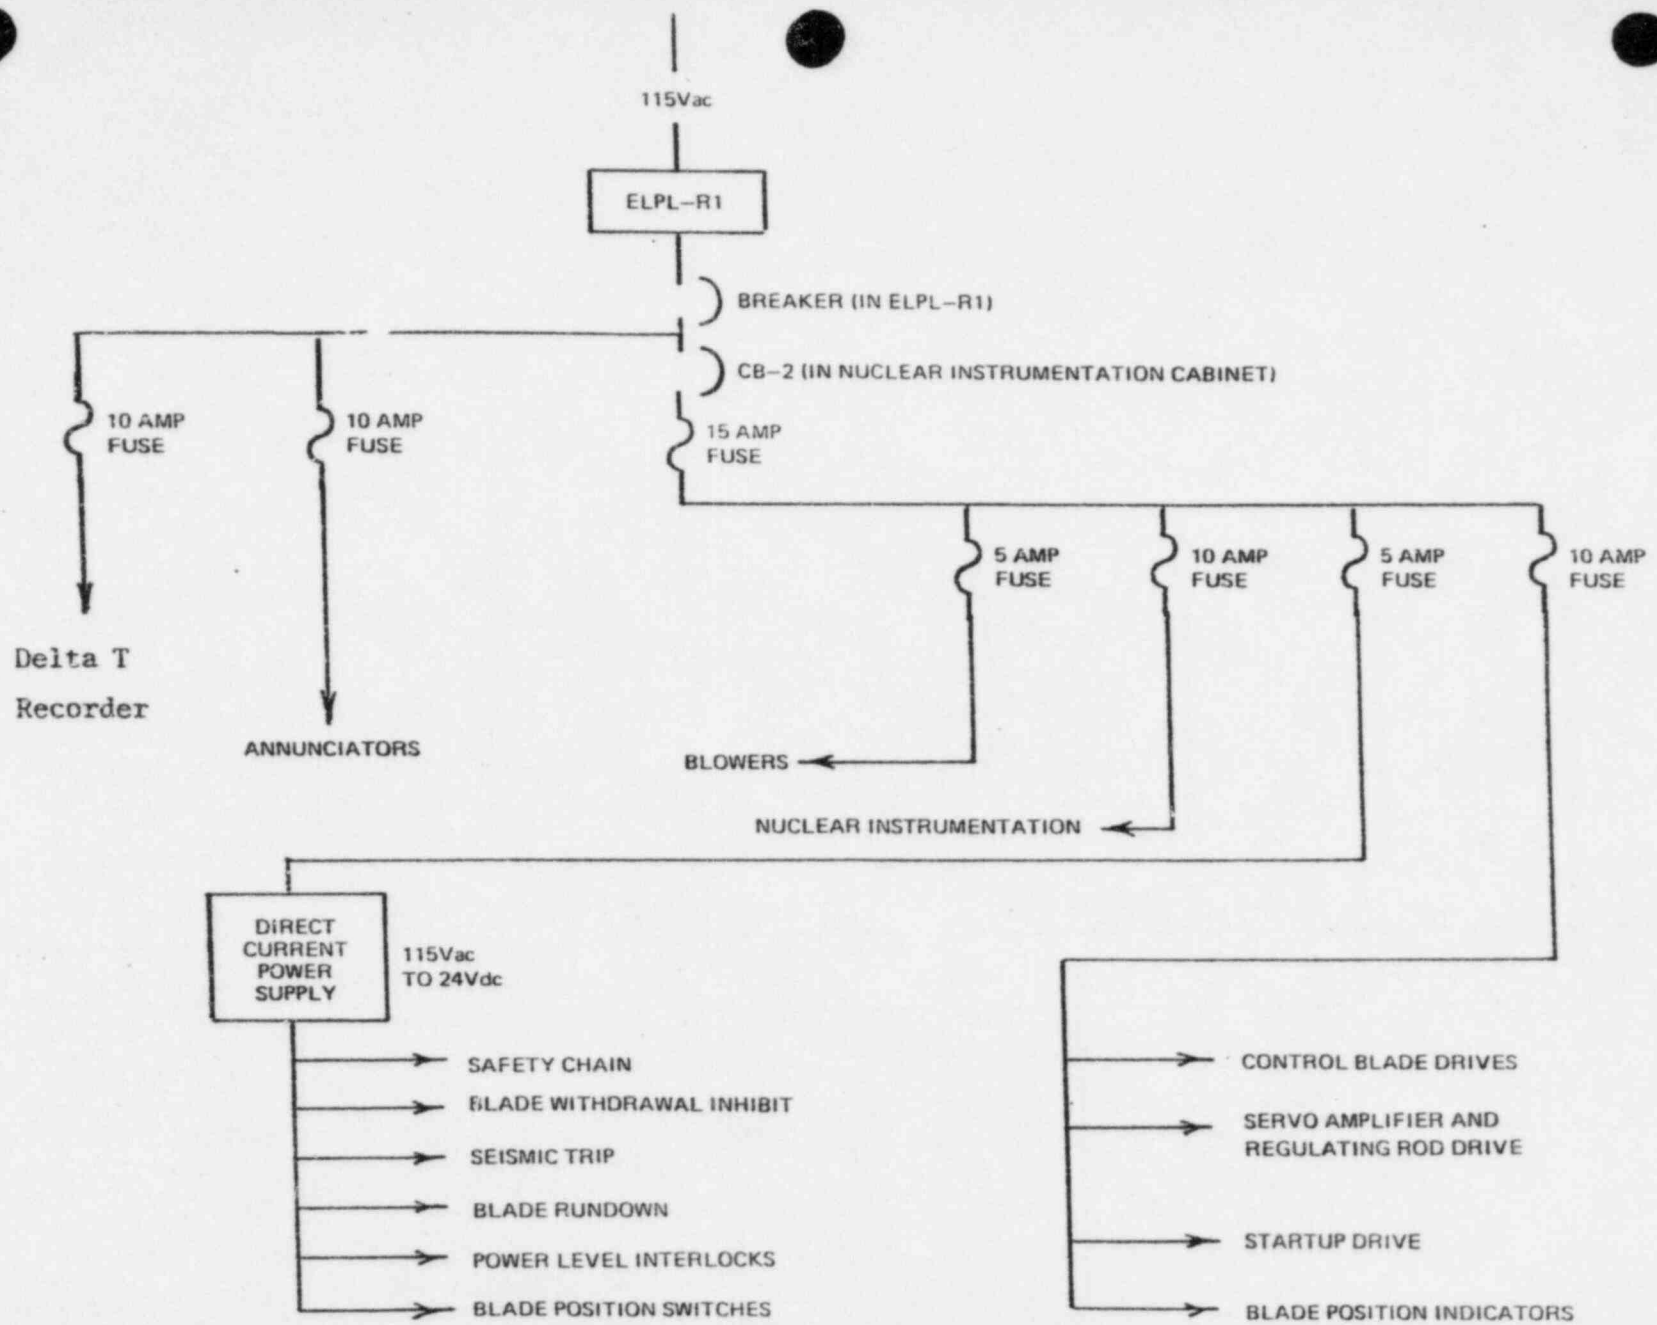 115Vac
ELPL-R1
BREAKER (IN ELPL-R1)
CB-2 (IN NUCLEAR INSTRUMENTATION CABINET)
10 AMP
FUSE
10 AMP
FUSE
15 AMP
FUSE
5 AMP
FUSE
10 AMP
FUSE
5 AMP
FUSE
10 AMP
FUSE
Delta T
Recorder
ANNUNCIATORS
BLOWERS
NUCLEAR INSTRUMENTATION
DIRECT
CURRENT
POWER
SUPPLY
115Vac
TO 24Vdc
SAFETY CHAIN
BLADE WITHDRAWAL INHIBIT
SEISMIC TRIP
BLADE RUNDOWN
POWER LEVEL INTERLOCKS
BLADE POSITION SWITCHES
CONTROL BLADE DRIVES
SERVO AMPLIFIER AND
REGULATING ROD DRIVE
STARTUP DRIVE
BLADE POSITION INDICATORS